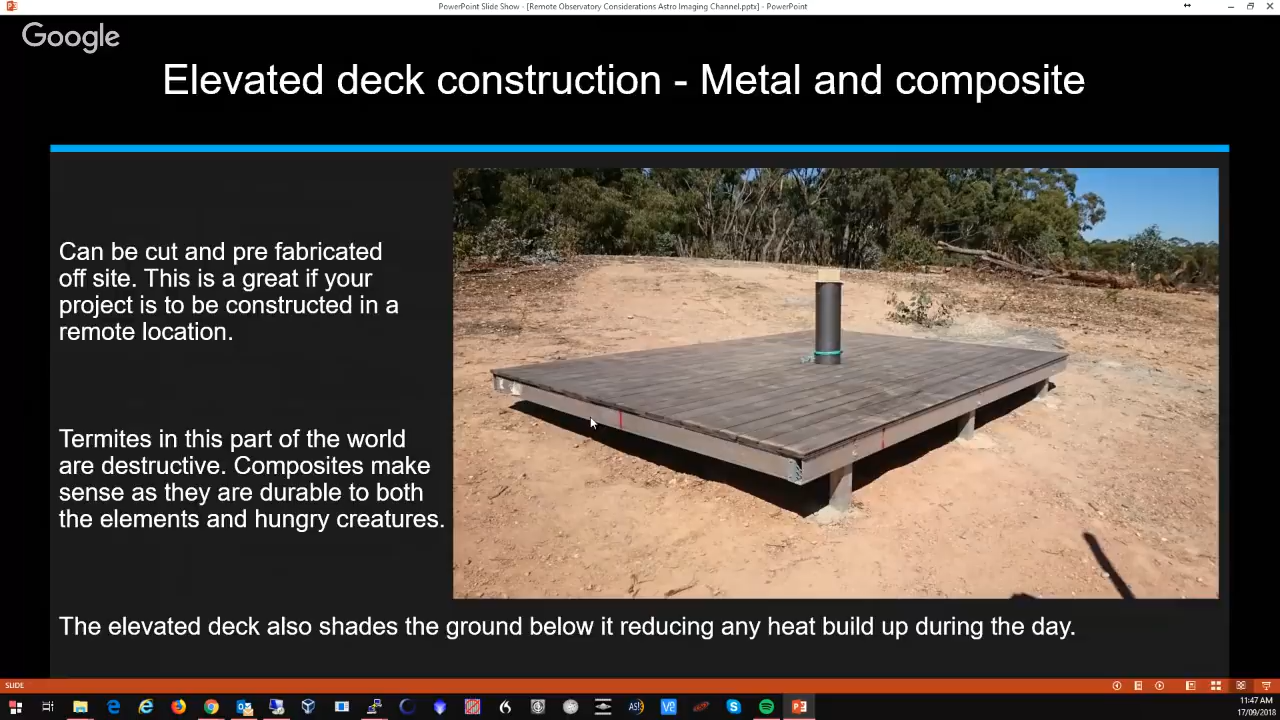 PowerPoint Slide Show - [Remote Observatory Considerations Astro Imaging Channel.pptx] - PowerPoint
Google
Elevated deck construction - Metal and composite
Can be cut and pre fabricated
off site. This is a great if your
project is to be constructed in a
remote location.
Termites in this part of the world
are destructive. Composites make
sense as they are durable to both
the elements and hungry creatures.
The elevated deck also shades the ground below it reducing any heat build up during the day.
SLIDE
11:47 AM
17/09/2018